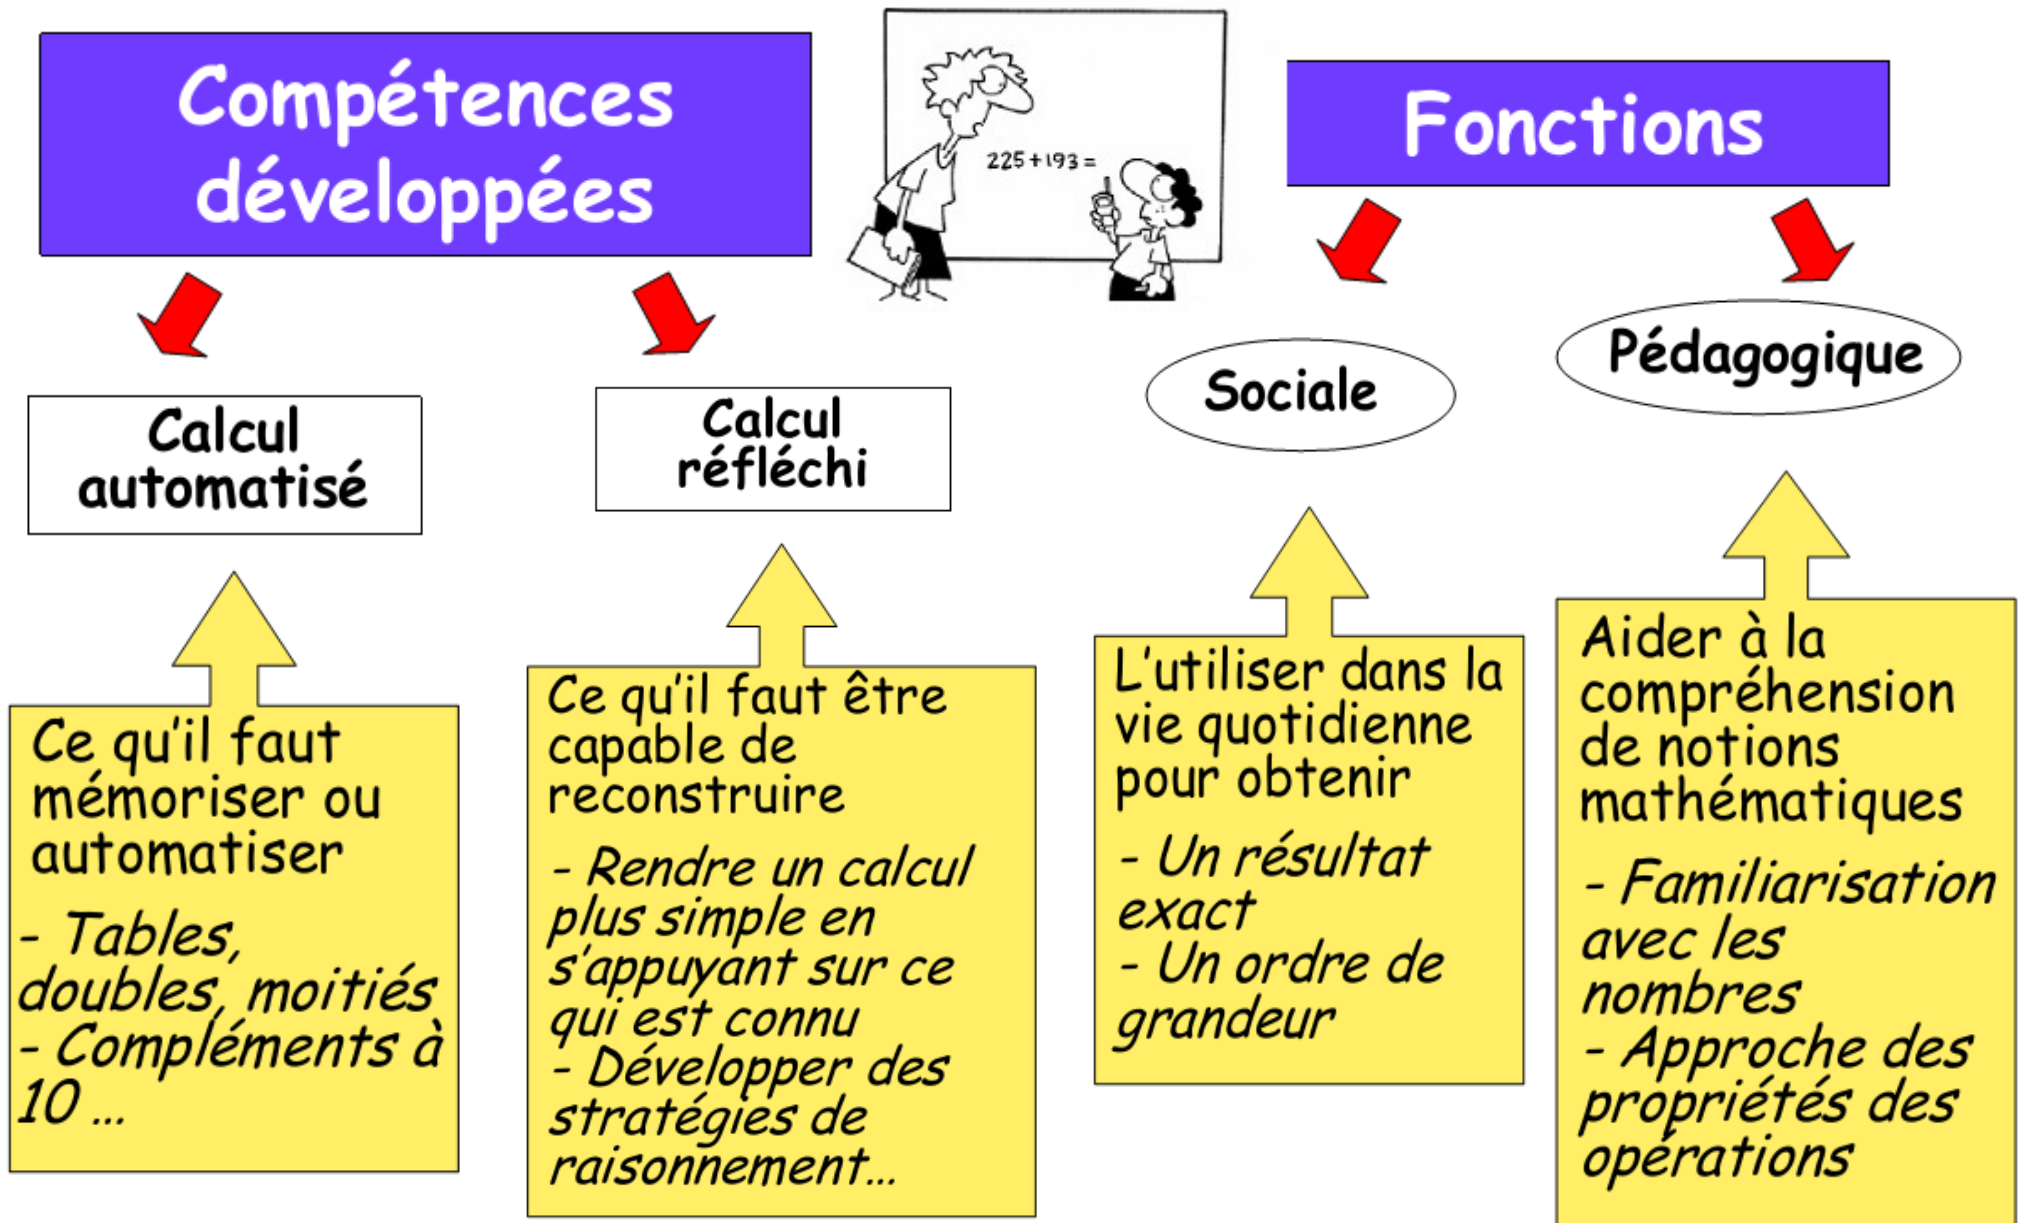 Compétences
développées
225+193=
Fonctions
Calcul
automatisé
Calcul
réfléchi
Sociale
Pédagogique
Ce qu'il faut
mémoriser ou
automatiser
- Tables,
doubles, moitiés
- Compléments à
10 ...
Ce qu'il faut être
capable de
reconstruire
- Rendre un calcul
plus simple en
s'appuyant sur ce
qui est connu
- Développer des
stratégies de
raisonnement...
L'utiliser dans la
vie quotidienne
pour obtenir
- Un résultat
exact
- Un ordre de
grandeur
Aider à la
compréhension
de notions
mathématiques
- Familiarisation
avec les
nombres
- Approche des
propriétés des
opérations